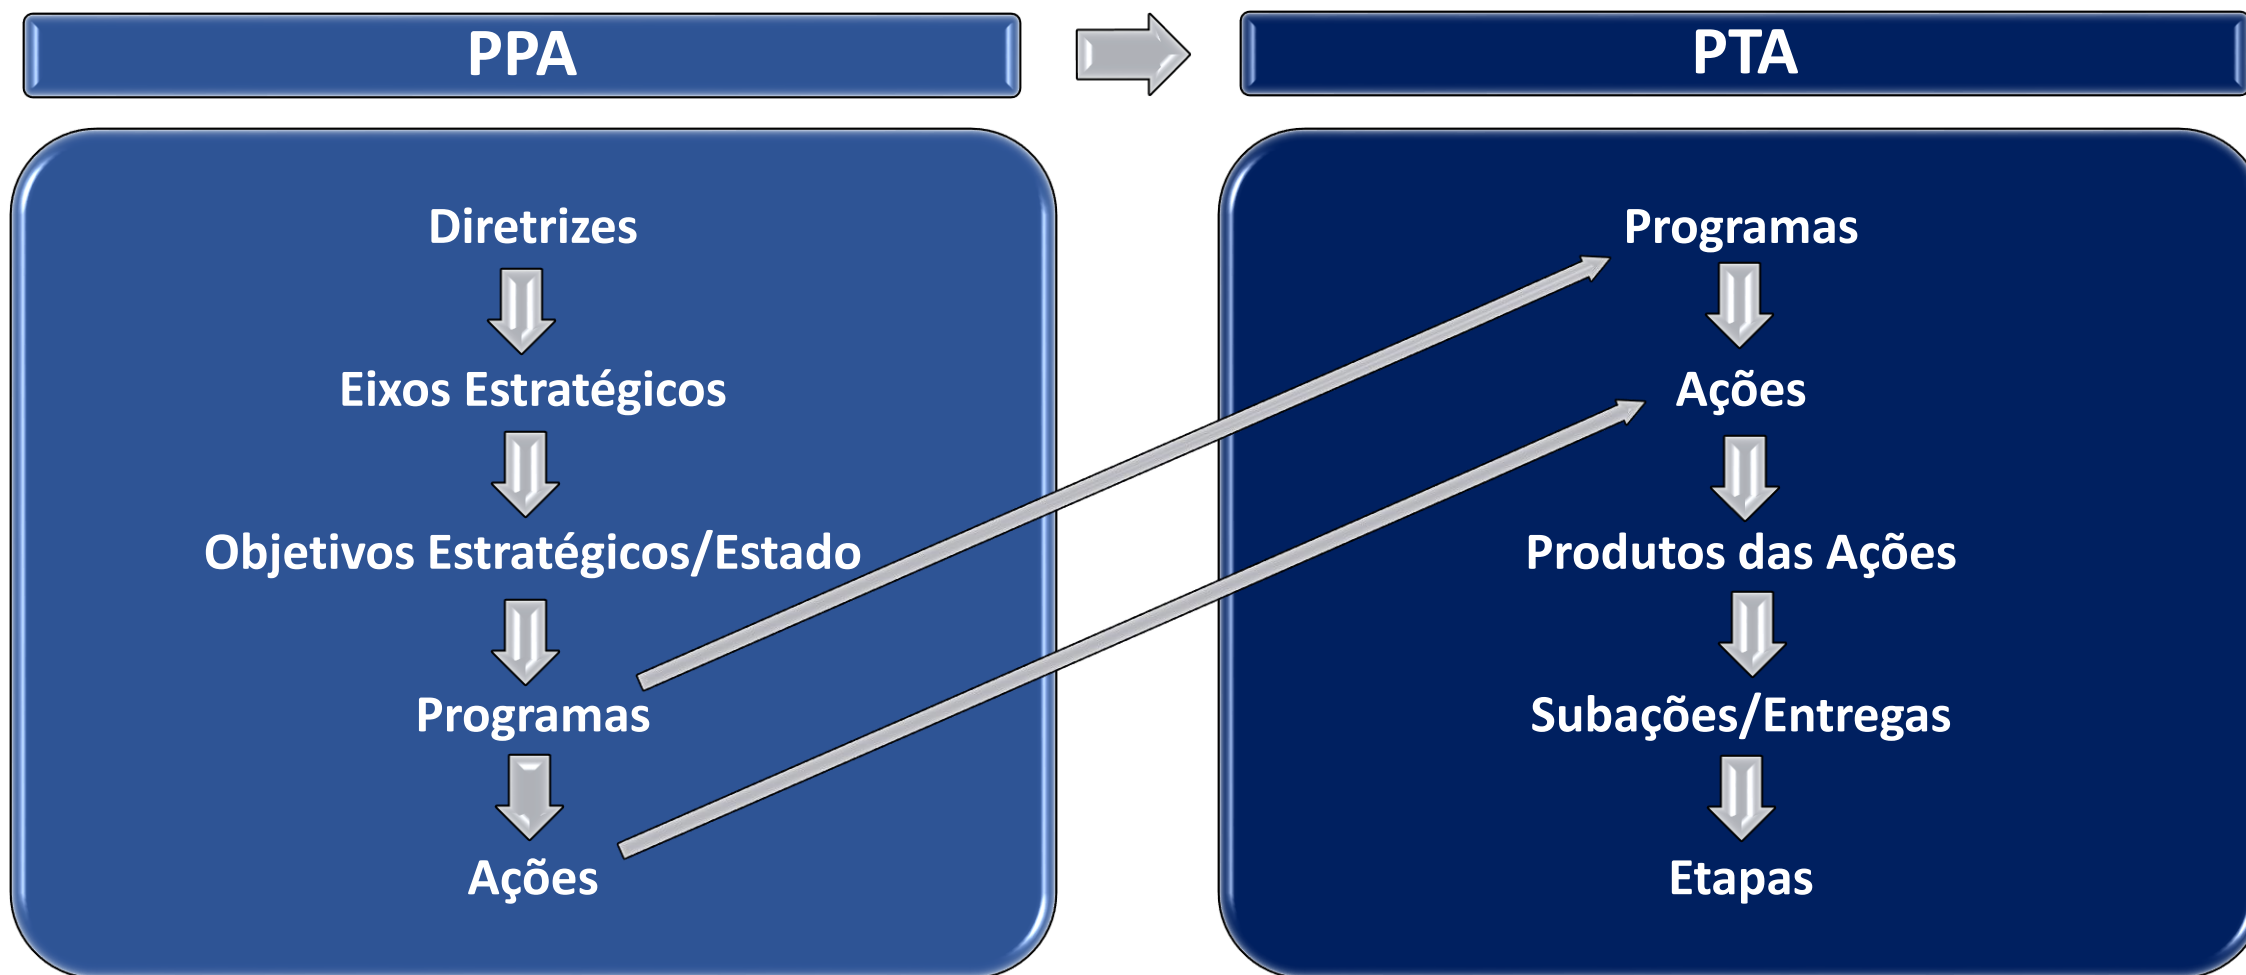 PPA
PTA
Diretrizes
Eixos Estratégicos
Objetivos Estratégicos/Estado
Programas
Ações
Programas
Ações
Produtos das Ações
Subações/Entregas
Etapas